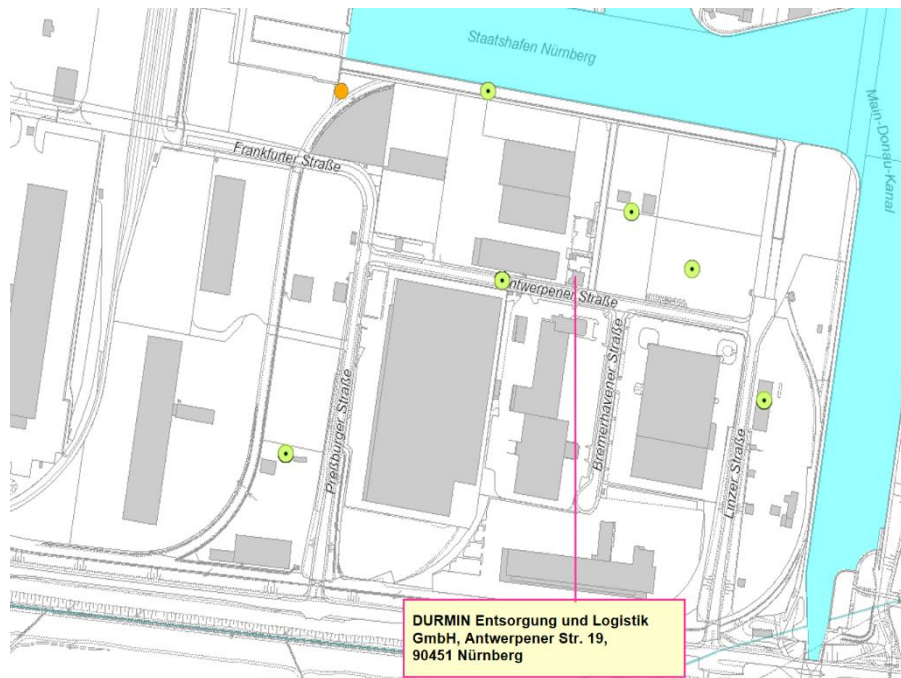 Staatshafen Nürnberg
Main-Donau-Kanal
Frankfurter Straße
Antwerpener Straße
Preßburger Straße
Bremerhavener Straße
Linzer Straße
DURMIN Entsorgung und Logistik
GmbH, Antwerpener Str. 19,
90451 Nürnberg